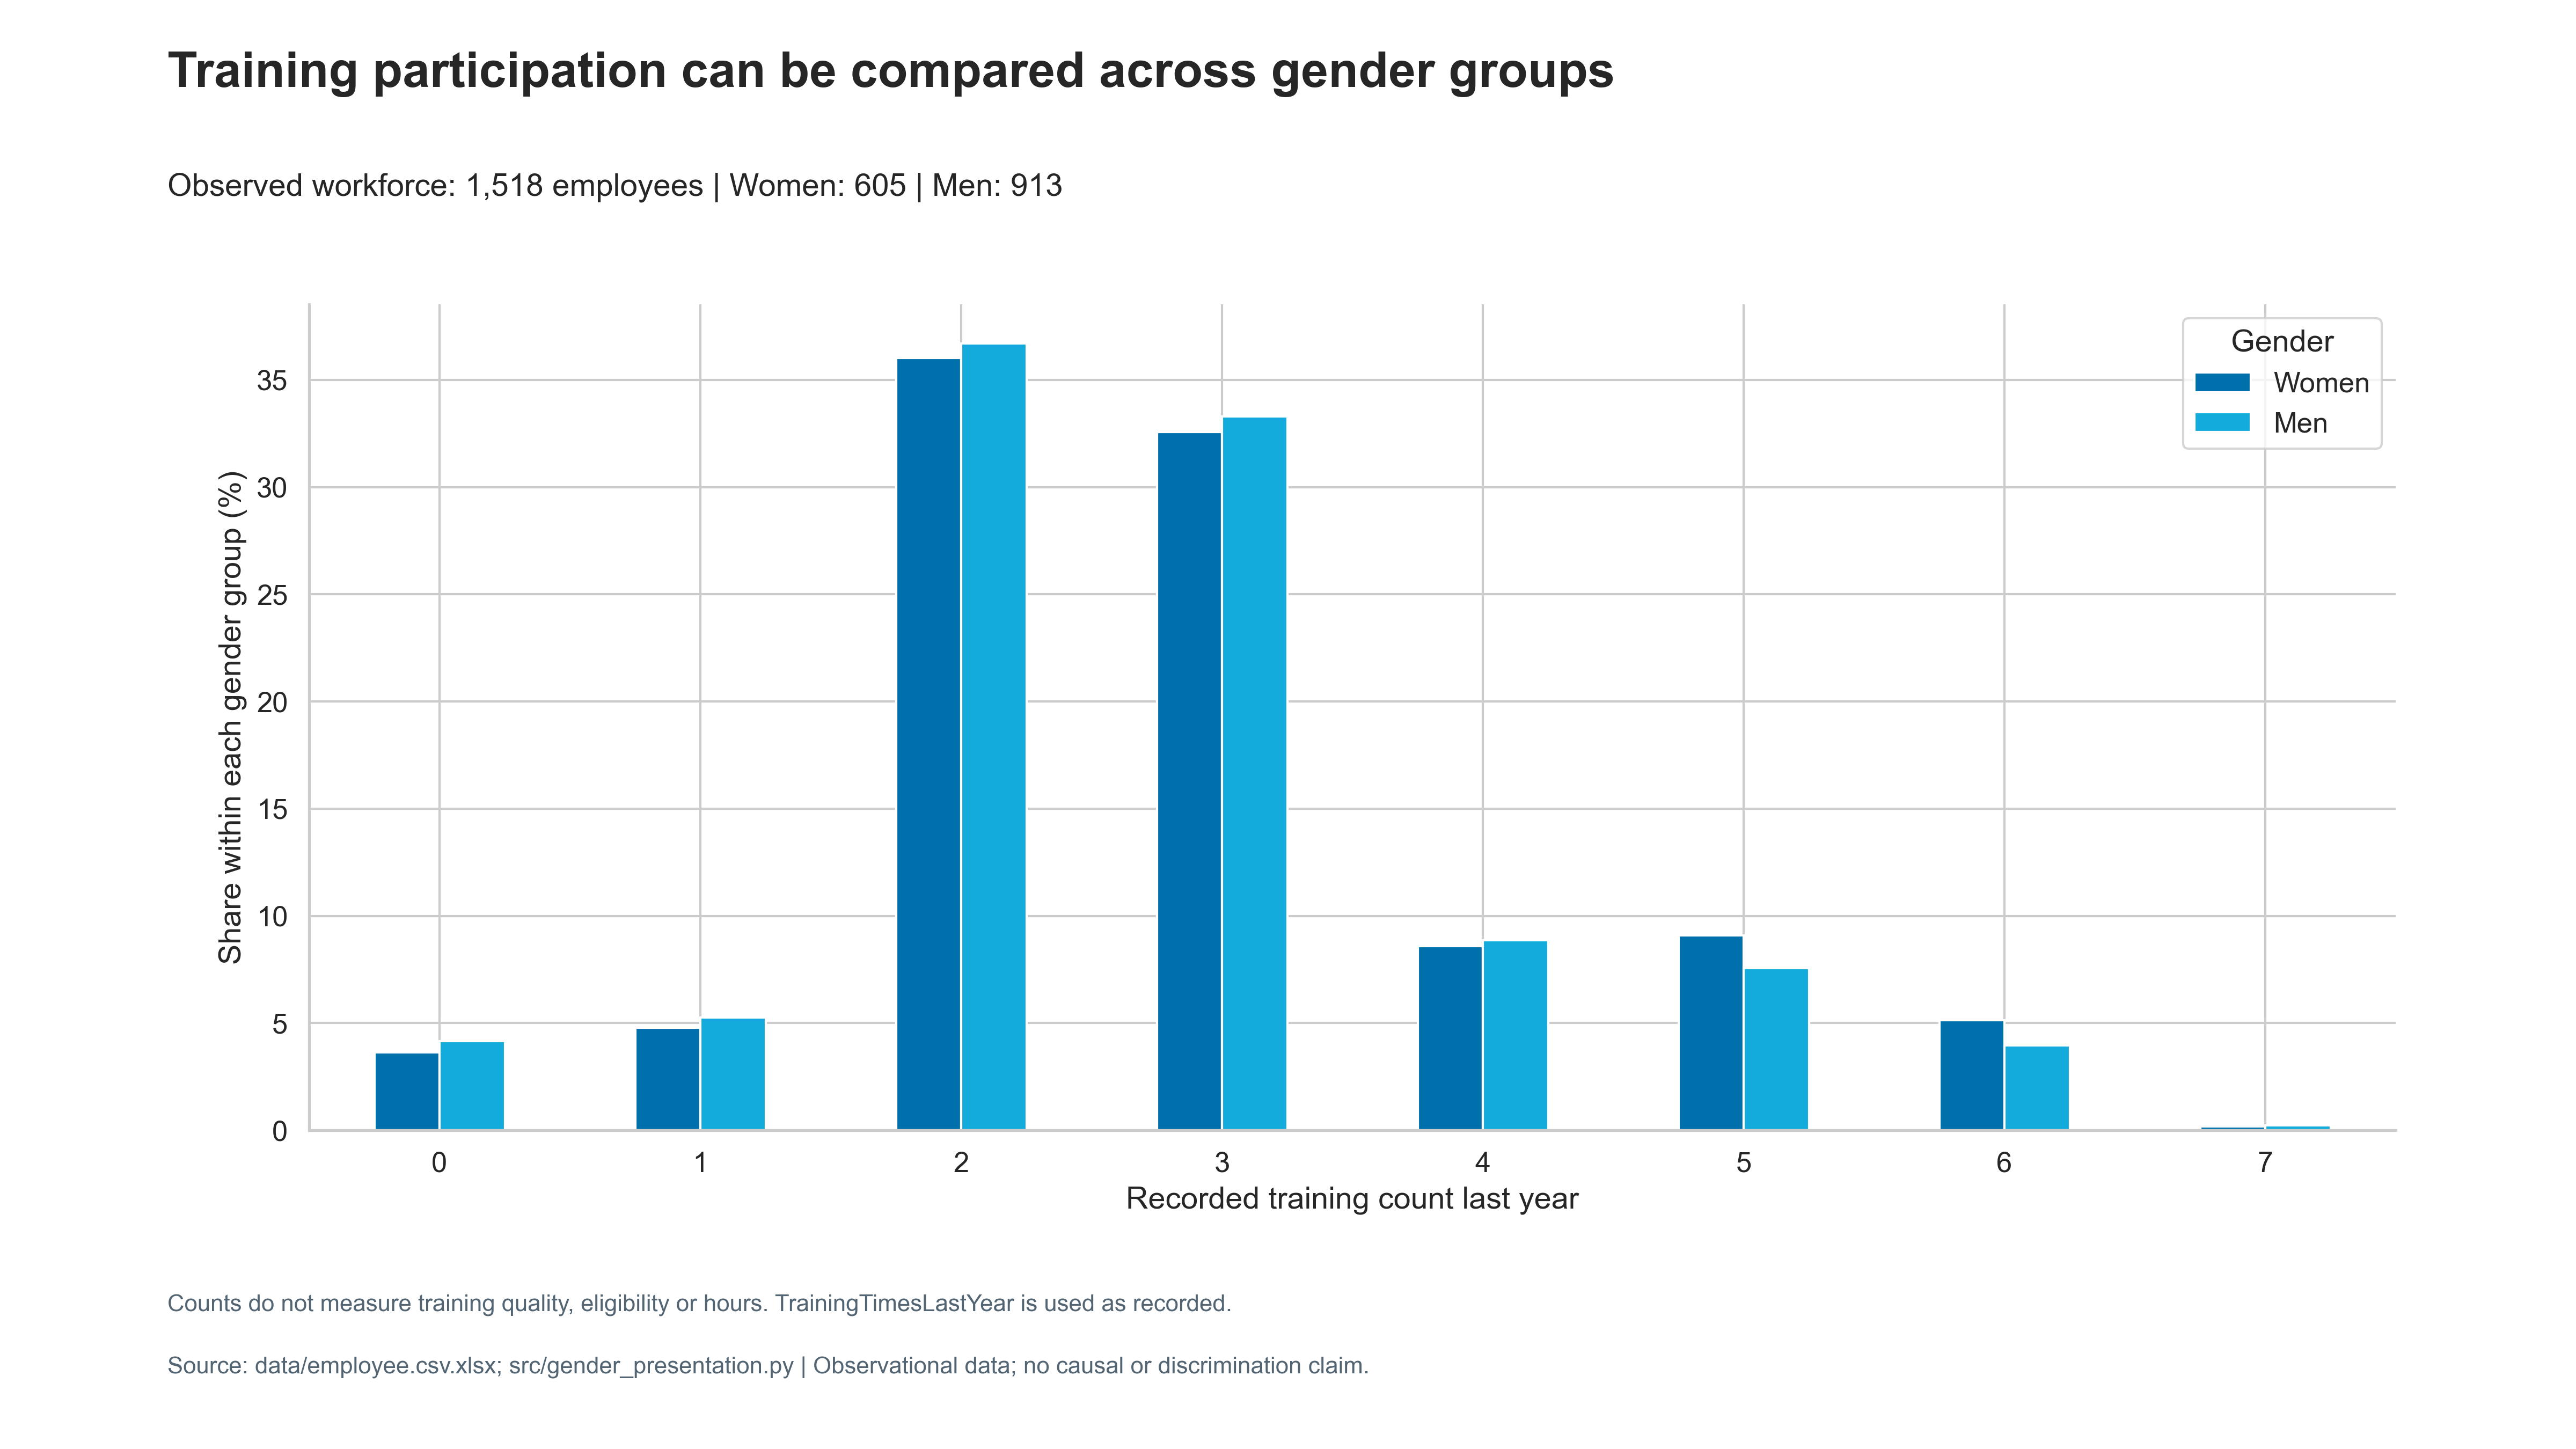 Training participation can be compared across gender groups
Observed workforce: 1,518 employees | Women: 605 | Men: 913
Gender
Women
Men
Share within each gender group (%)
35
30
25
20
15
10
5
0
0 1 2 3 4 5 6 7
Recorded training count last year
Counts do not measure training quality, eligibility or hours. TrainingTimesLastYear is used as recorded.
Source: data/employee.csv.xlsx; src/gender_presentation.py | Observational data; no causal or discrimination claim.